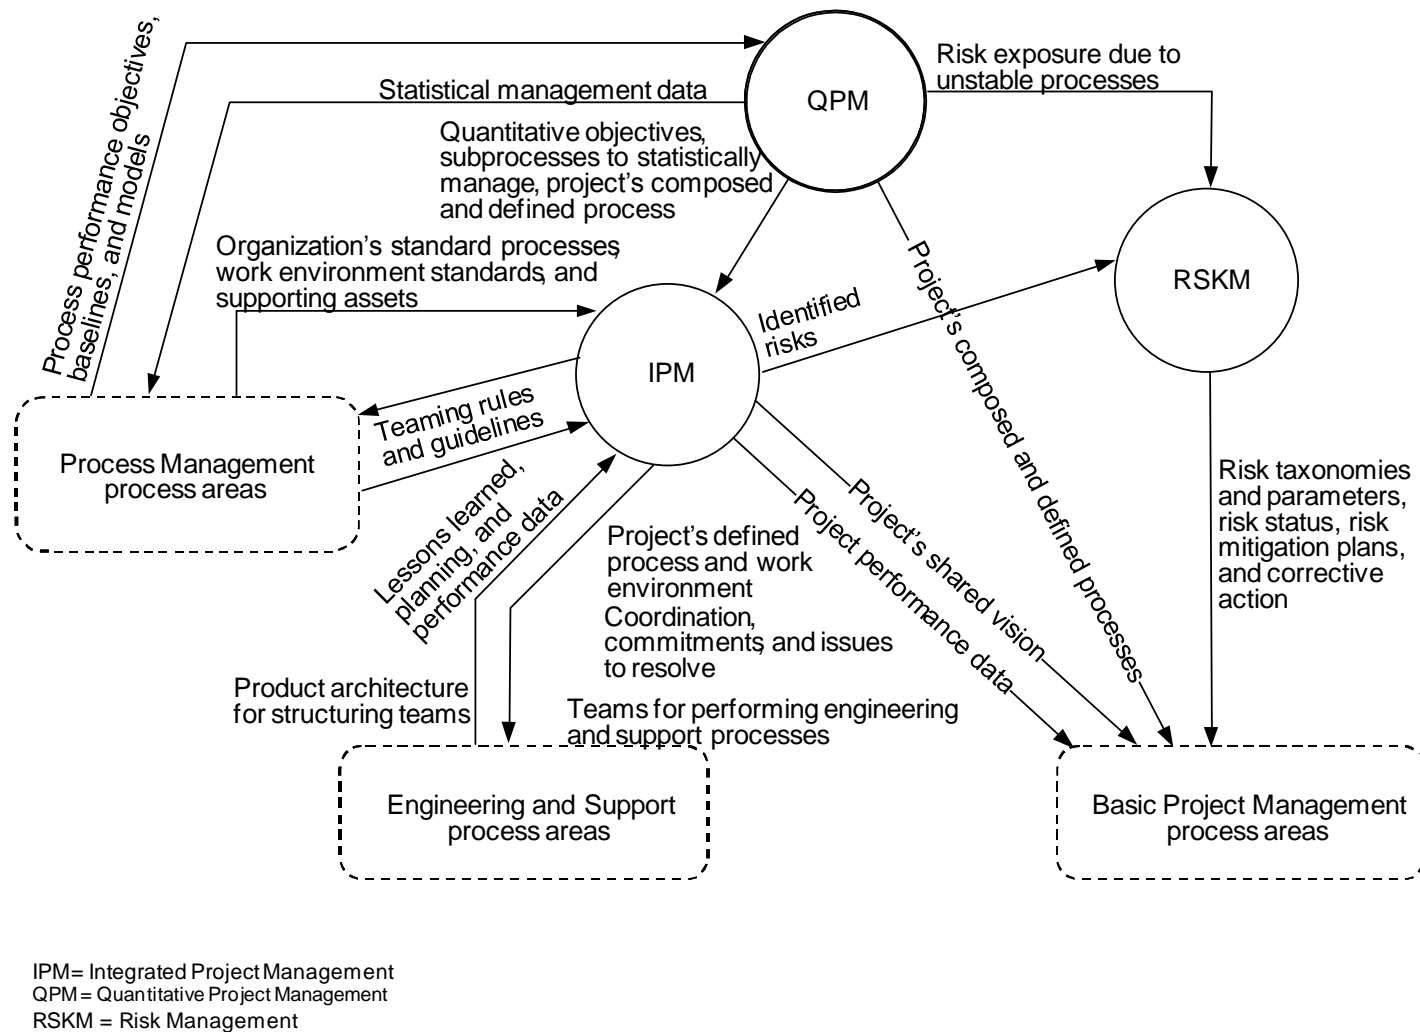 Process performance objectives,
baselines, and models
Statistical management data
QPM
Risk exposure due to
unstable processes
Quantitative objectives,
subprocesses to statistically
manage, project's composed
and defined process
Organization's standard processes,
work environment standards, and
supporting assets
RSKM
Identified
risks
Project's composed and defined processes
IPM
Teaming rules
and guidelines
Process Management
process areas
Lessons learned,
planning, and
performance data
Project's shared vision
Project performance data
Risk taxonomies
and parameters,
risk status, risk
mitigation plans,
and corrective
action
Project's defined
process and work
environment
Coordination,
commitments, and issues
to resolve
Product architecture
for structuring teams
Teams for performing engineering
and support processes
Engineering and Support
process areas
Basic Project Management
process areas
IPM= Integrated Project Management
QPM = Quantitative Project Management
RSKM = Risk Management